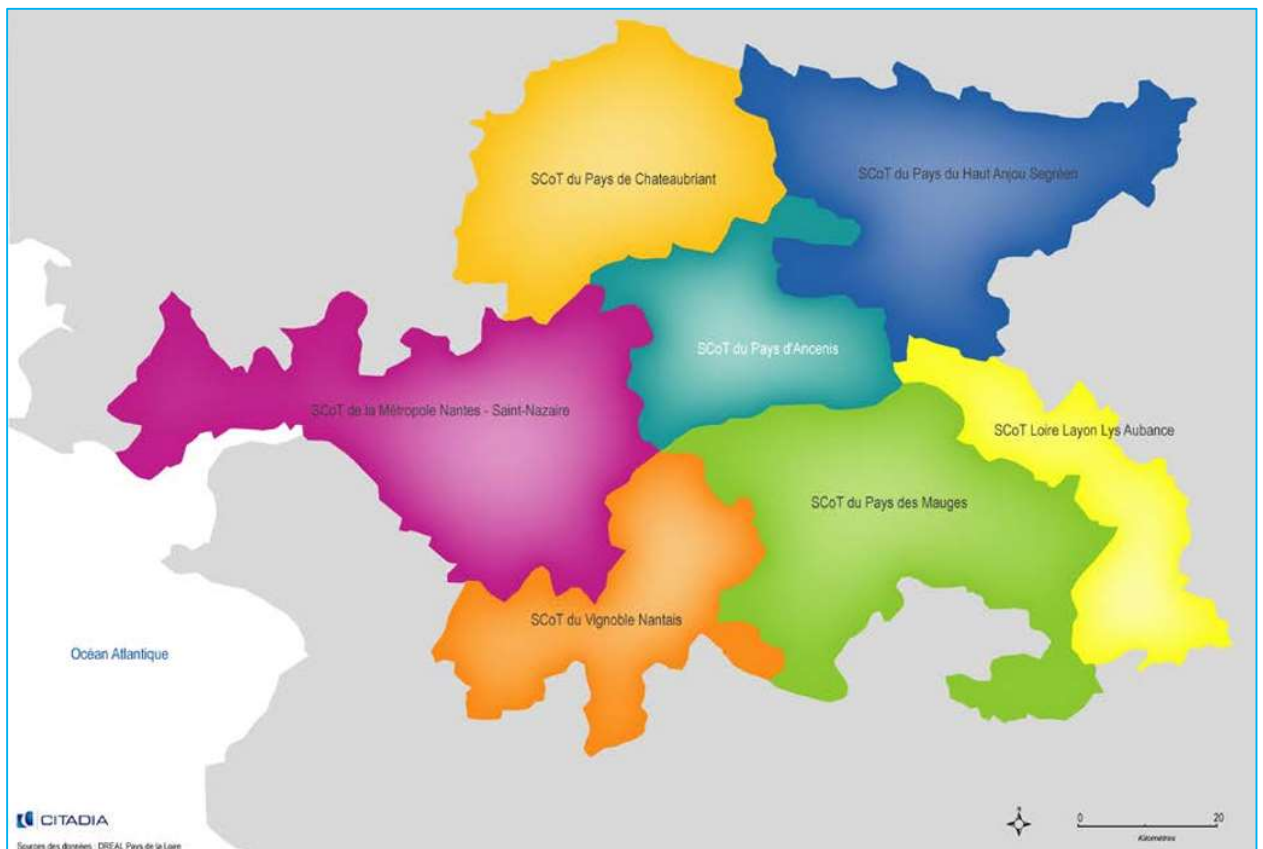 SCoT du Pays de Chateaubriant
SCoT du Pays du Haut Anjou Segréen
SCoT du Pays d'Ancenis
SCoT de la Métropole Nantes - Saint-Nazaire
SCoT Loire Layon Lys Aubance
SCoT du Pays des Mauges
SCoT du Vignoble Nantais
Océan Atlantique
CITADIA
Sources des données : DREAL Pays de la Loire
N
0 20
Kilomètres